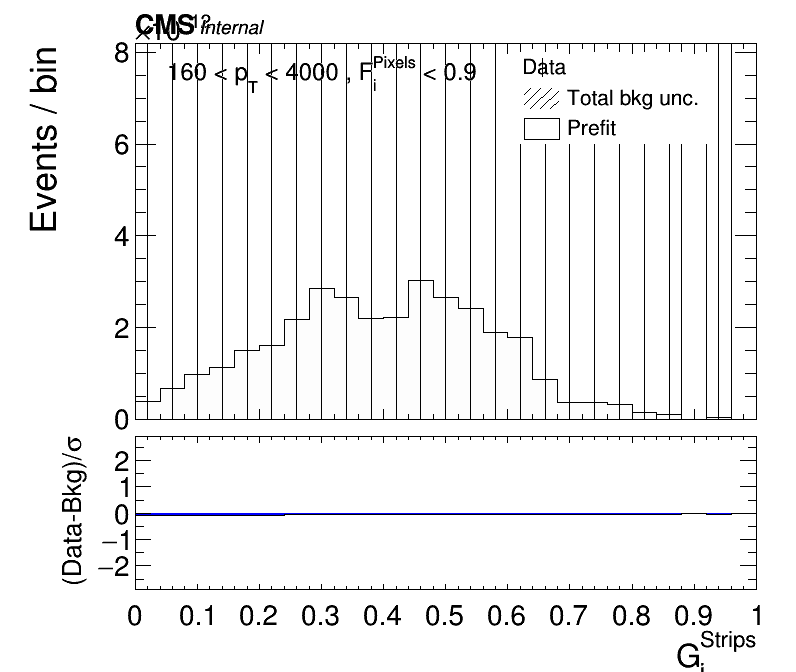 CMS Internal
×10¹²
160 < p_T < 4000 , F_i^Pixels < 0.9
Data
Total bkg unc.
Prefit
Events / bin
8
6
4
2
0
(Data-Bkg)/σ
2
1
0
−1
−2
0 0.1 0.2 0.3 0.4 0.5 0.6 0.7 0.8 0.9 1
G_i^Strips